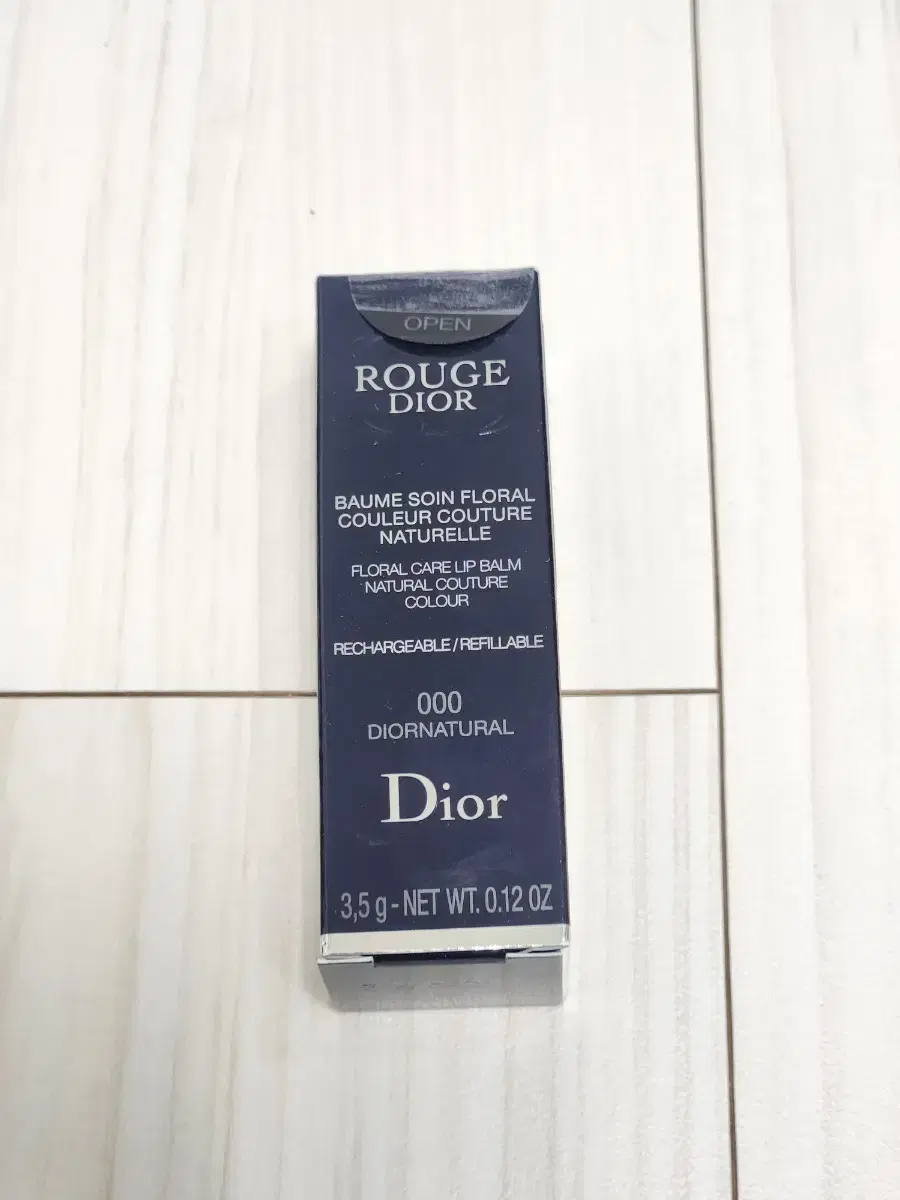 OPEN
ROUGE
DIOR
BAUME SOIN FLORAL
COULEUR COUTURE
NATURELLE
FLORAL CARE LIP BALM
NATURAL COUTURE
COLOUR
RECHARGEABLE/REFILLABLE
000
DIORNATURAL
Dior
3,5 g - NET WT. 0.12 OZ